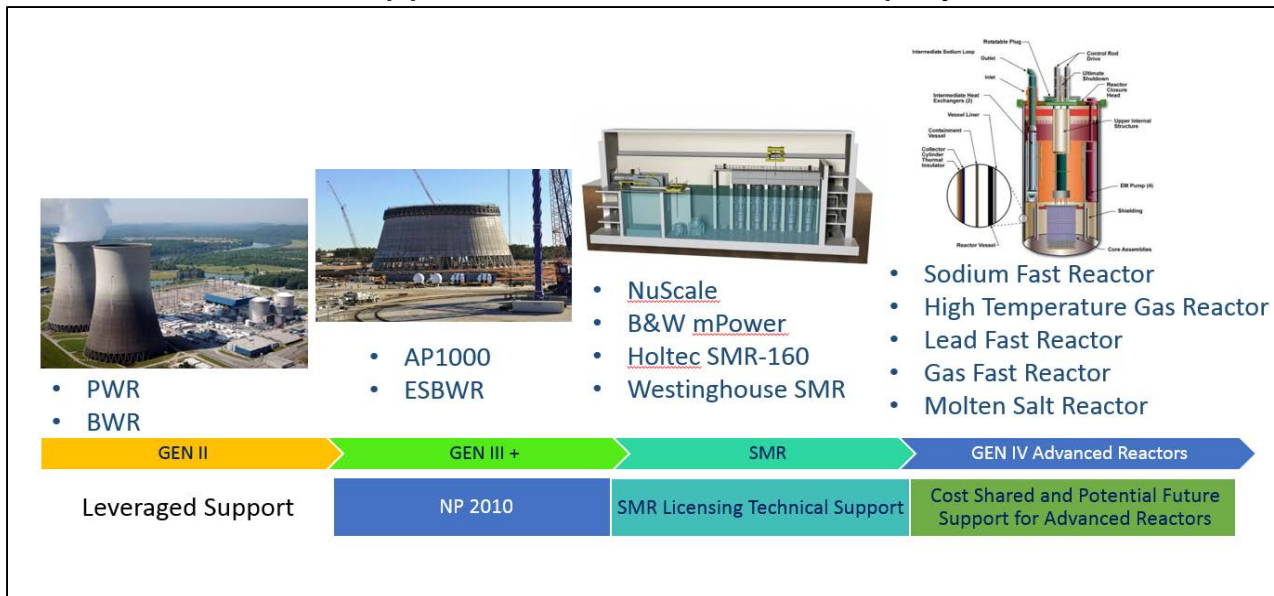 Rotatable Plug
Intermediate Sodium Loop
Outlet
Inlet
Control Rod
Drive
Ultimate
Shutdown
Reactor
Closure
Head
Intermediate Heat
Exchangers (2)
Vessel Liner
Upper Internal
Structure
Containment
Vessel
Collector
Cylinder
Thermal
Insulator
EM Pump (4)
Shielding
Reactor Vessel
Core Assemblies
• PWR
• BWR
• AP1000
• ESBWR
• NuScale
• B&W mPower
• Holtec SMR-160
• Westinghouse SMR
• Sodium Fast Reactor
• High Temperature Gas Reactor
• Lead Fast Reactor
• Gas Fast Reactor
• Molten Salt Reactor
GEN II
GEN III +
SMR
GEN IV Advanced Reactors
Leveraged Support
NP 2010
SMR Licensing Technical Support
Cost Shared and Potential Future
Support for Advanced Reactors